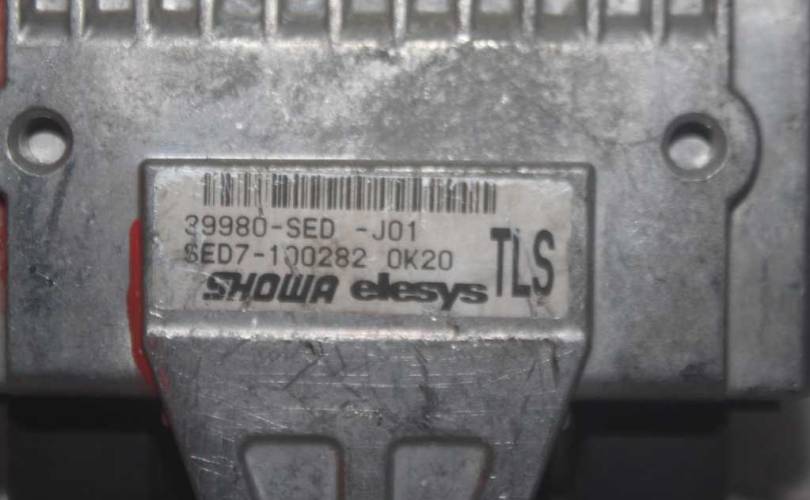 39980-SED -J01
SED7-100282 0K20
TLS
SHOWA elesys